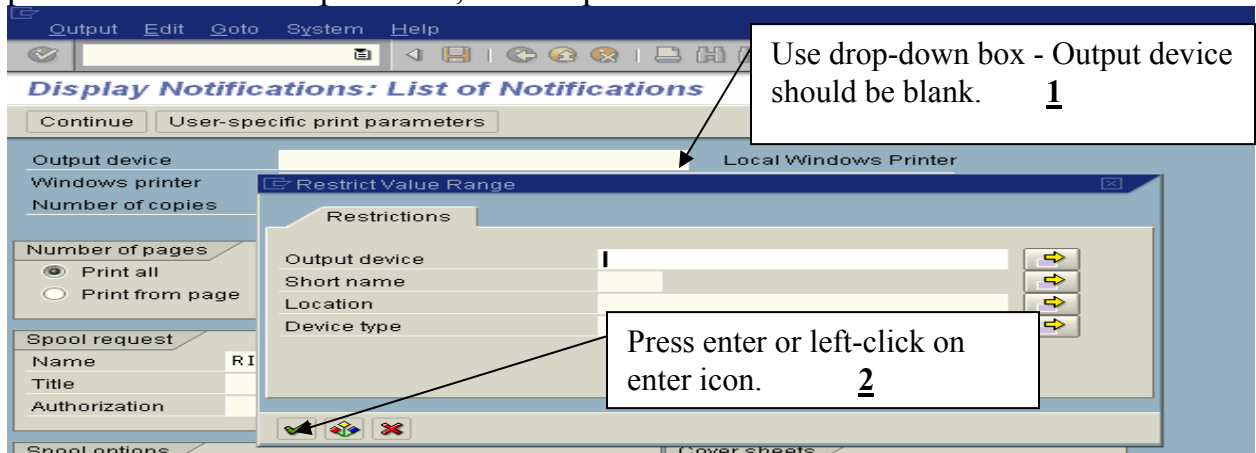 Output Edit Goto System Help
Use drop-down box - Output device
should be blank. 1
Display Notifications: List of Notifications
Continue User-specific print parameters
Output device Local Windows Printer
Windows printer
Number of copies
Restrict Value Range
Restrictions
Number of pages
Print all
Print from page
Output device
Short name
Location
Device type
Press enter or left-click on
enter icon. 2
Spool request
Name RI
Title
Authorization
Spool options Cover sheets